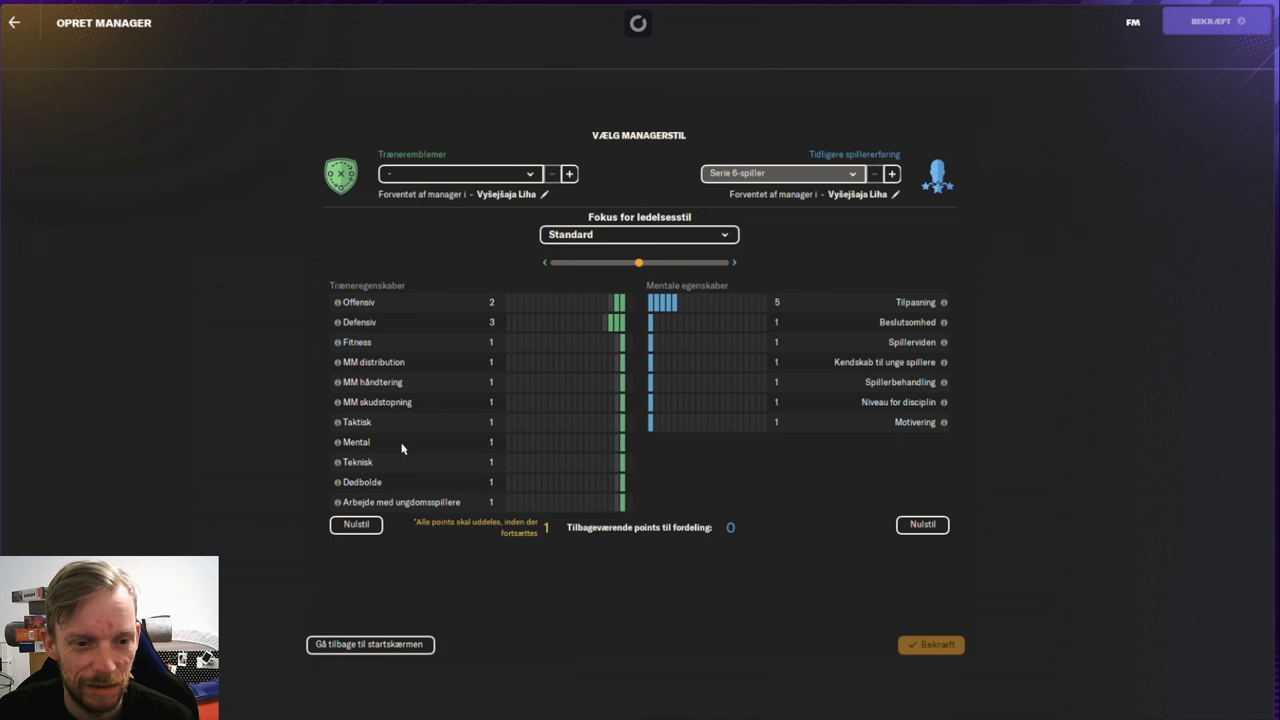 OPRET MANAGER
FM
BEKRÆFT
VÆLG MANAGERSTIL
Træneremblemer
Tidligere spillererfaring
-
Serie 6-spiller
Forventet af manager i - Vyšejšaja Liha
Forventet af manager i - Vyšejšaja Liha
Fokus for ledelsesstil
Standard
Træneregenskaber
Mentale egenskaber
Offensiv 2
5 Tilpasning
Defensiv 3
1 Beslutsomhed
Fitness 1
1 Spillerviden
MM distribution 1
1 Kendskab til unge spillere
MM håndtering 1
1 Spillerbehandling
MM skudstopning 1
1 Niveau for disciplin
Taktisk 1
1 Motivering
Mental 1
Teknisk 1
Dødbolde 1
Arbejde med ungdomsspillere 1
Nulstil
*Alle points skal uddeles, inden der
fortsættes
1
Tilbageværende points til fordeling: 0
Nulstil
Gå tilbage til startskærmen
Bekræft